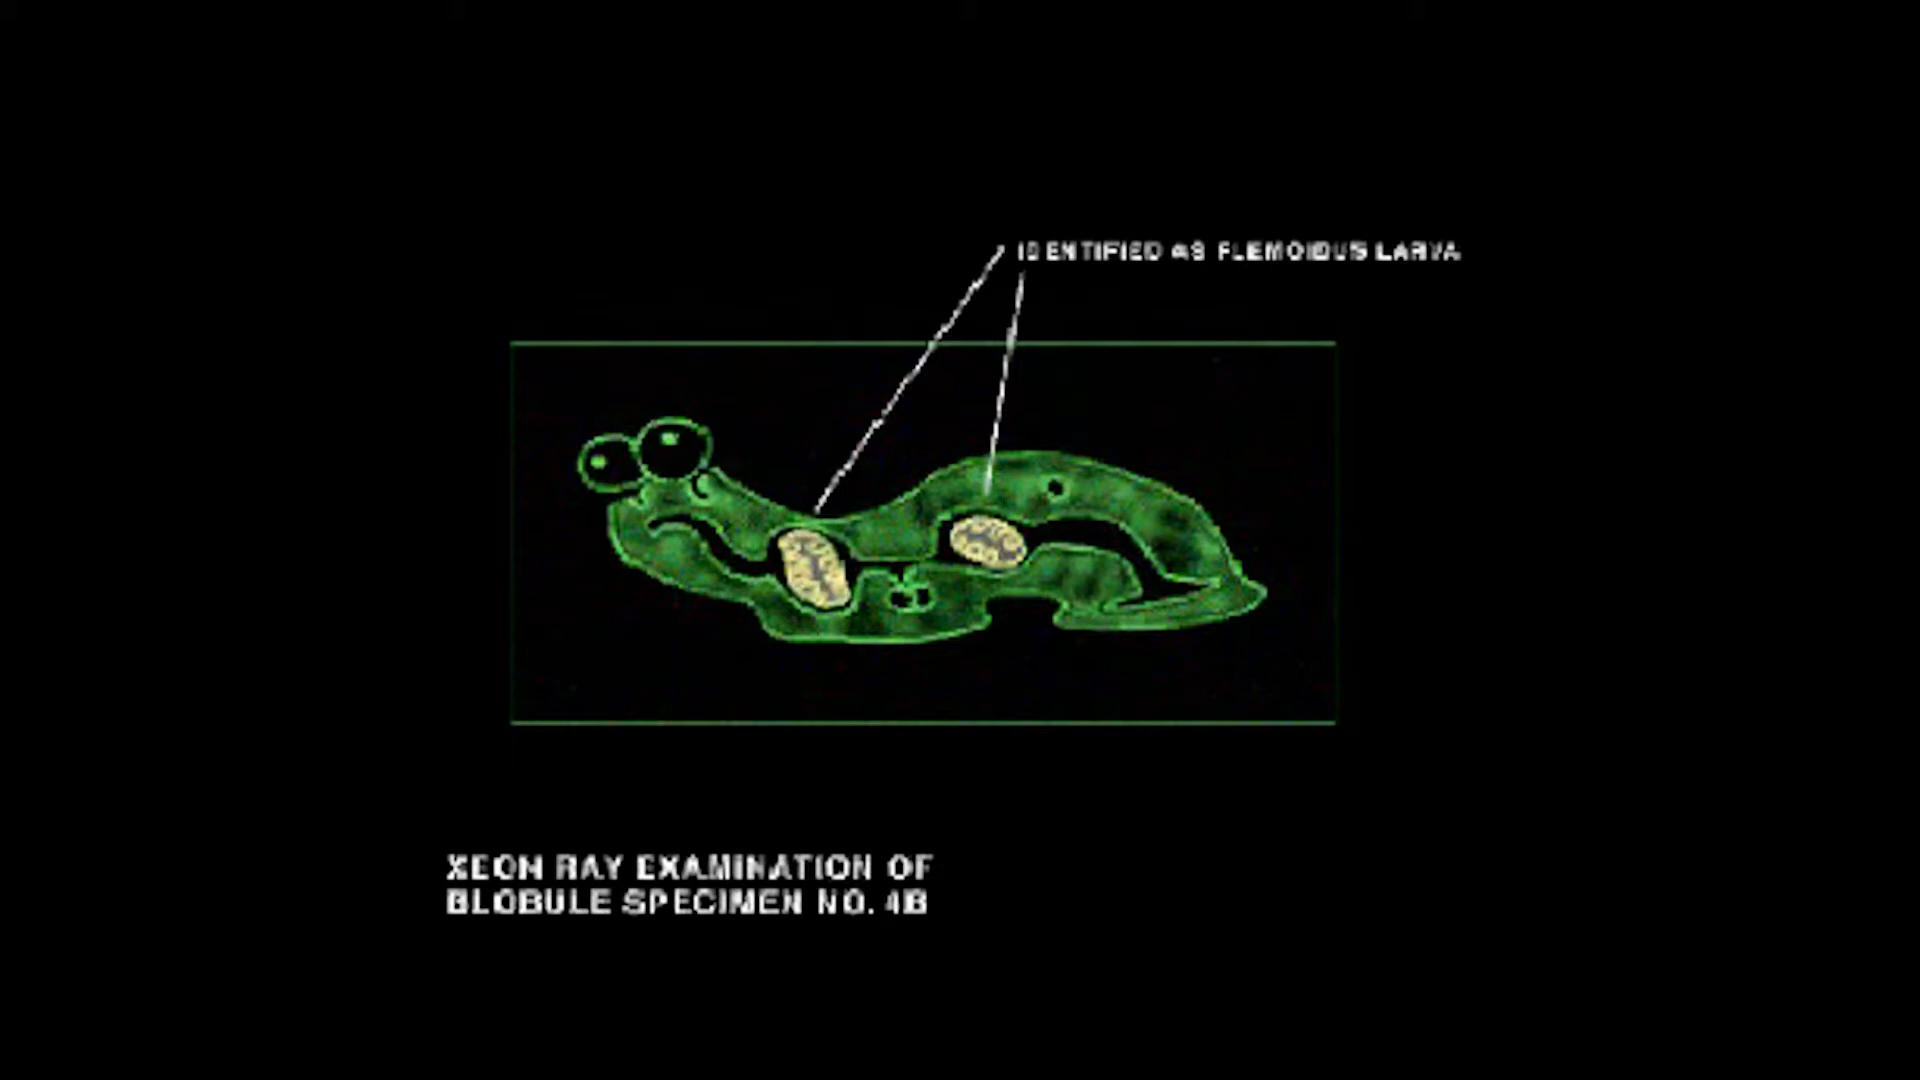 IDENTIFIED AS FLEMOIDUS LARVA
XEON RAY EXAMINATION OF
BLOBULE SPECIMEN NO. 4B